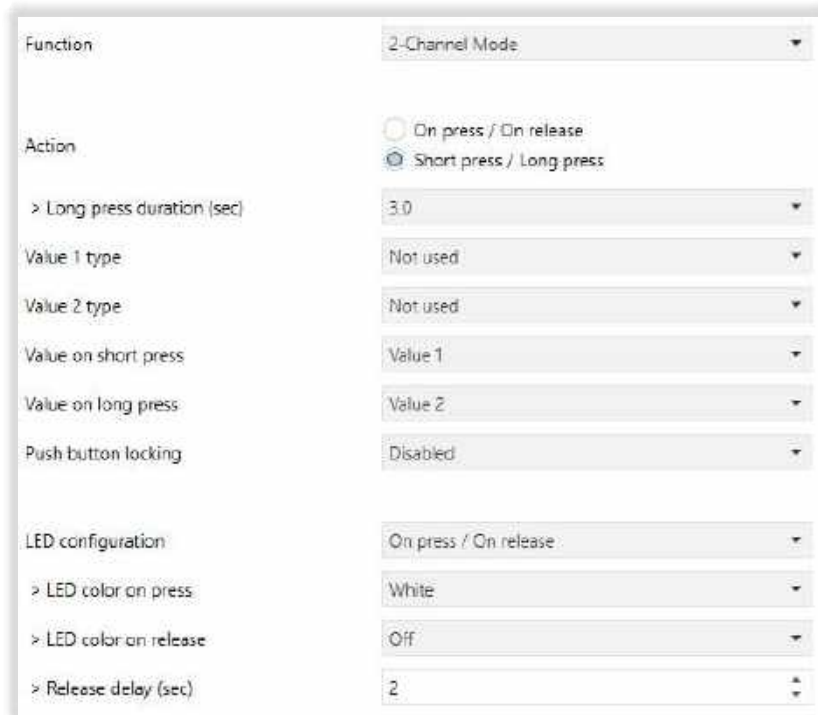 Function 2-Channel Mode
Action On press / On release
Short press / Long press
> Long press duration (sec) 3.0
Value 1 type Not used
Value 2 type Not used
Value on short press Value 1
Value on long press Value 2
Push button locking Disabled
LED configuration On press / On release
> LED color on press White
> LED color on release Off
> Release delay (sec) 2